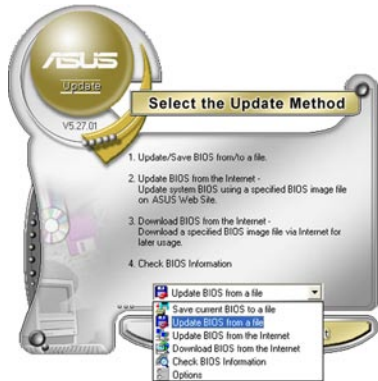 ASUS
Update
V5.27.01
Select the Update Method
1. Update/Save BIOS from/to a file.
2. Update BIOS from the Internet -
Update system BIOS using a specified BIOS image file
on ASUS Web Site.
3. Download BIOS from the Internet -
Download a specified BIOS image file via Internet for
later usage.
4. Check BIOS Information
Update BIOS from a file
Save current BIOS to a file
Update BIOS from a file
Update BIOS from the Internet
Download BIOS from the Internet
Check BIOS Information
Options